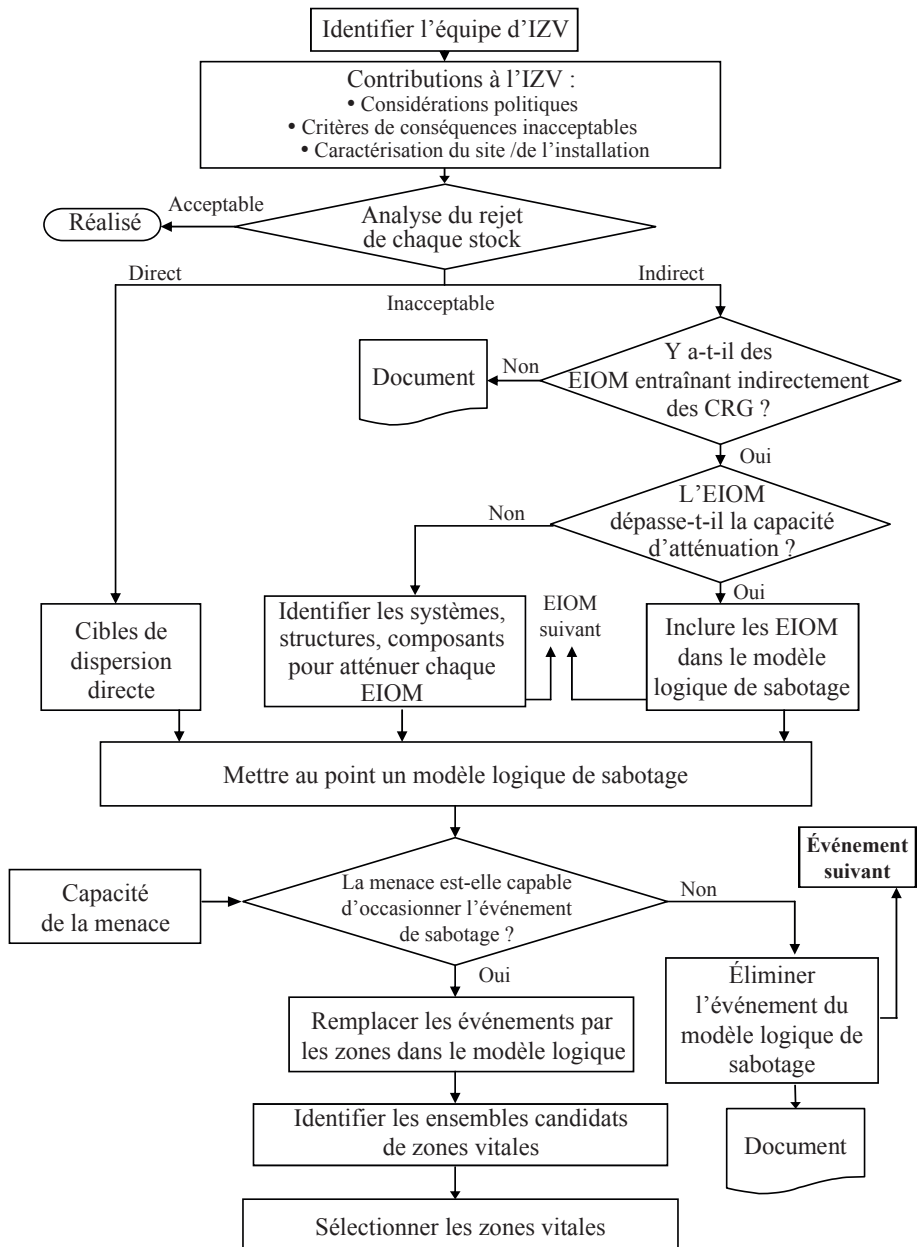 Identifier l’équipe d’IZV
Contributions à l’IZV :
• Considérations politiques
• Critères de conséquences inacceptables
• Caractérisation du site /de l’installation
Acceptable
Réalisé
Analyse du rejet
de chaque stock
Direct
Indirect
Inacceptable
Y a-t-il des
EIOM entraînant indirectement
des CRG ?
Non
Document
Oui
L’EIOM
dépasse-t-il la capacité
d’atténuation ?
Non
Oui
Cibles de
dispersion
directe
Identifier les systèmes,
structures, composants
pour atténuer chaque
EIOM
EIOM
suivant
Inclure les EIOM
dans le modèle
logique de sabotage
Mettre au point un modèle logique de sabotage
Capacité
de la menace
La menace est-elle capable
d’occasionner l’événement
de sabotage ?
Non
Événement
suivant
Oui
Éliminer
l’événement du
modèle logique de
sabotage
Remplacer les événements par
les zones dans le modèle logique
Identifier les ensembles candidats
de zones vitales
Document
Sélectionner les zones vitales